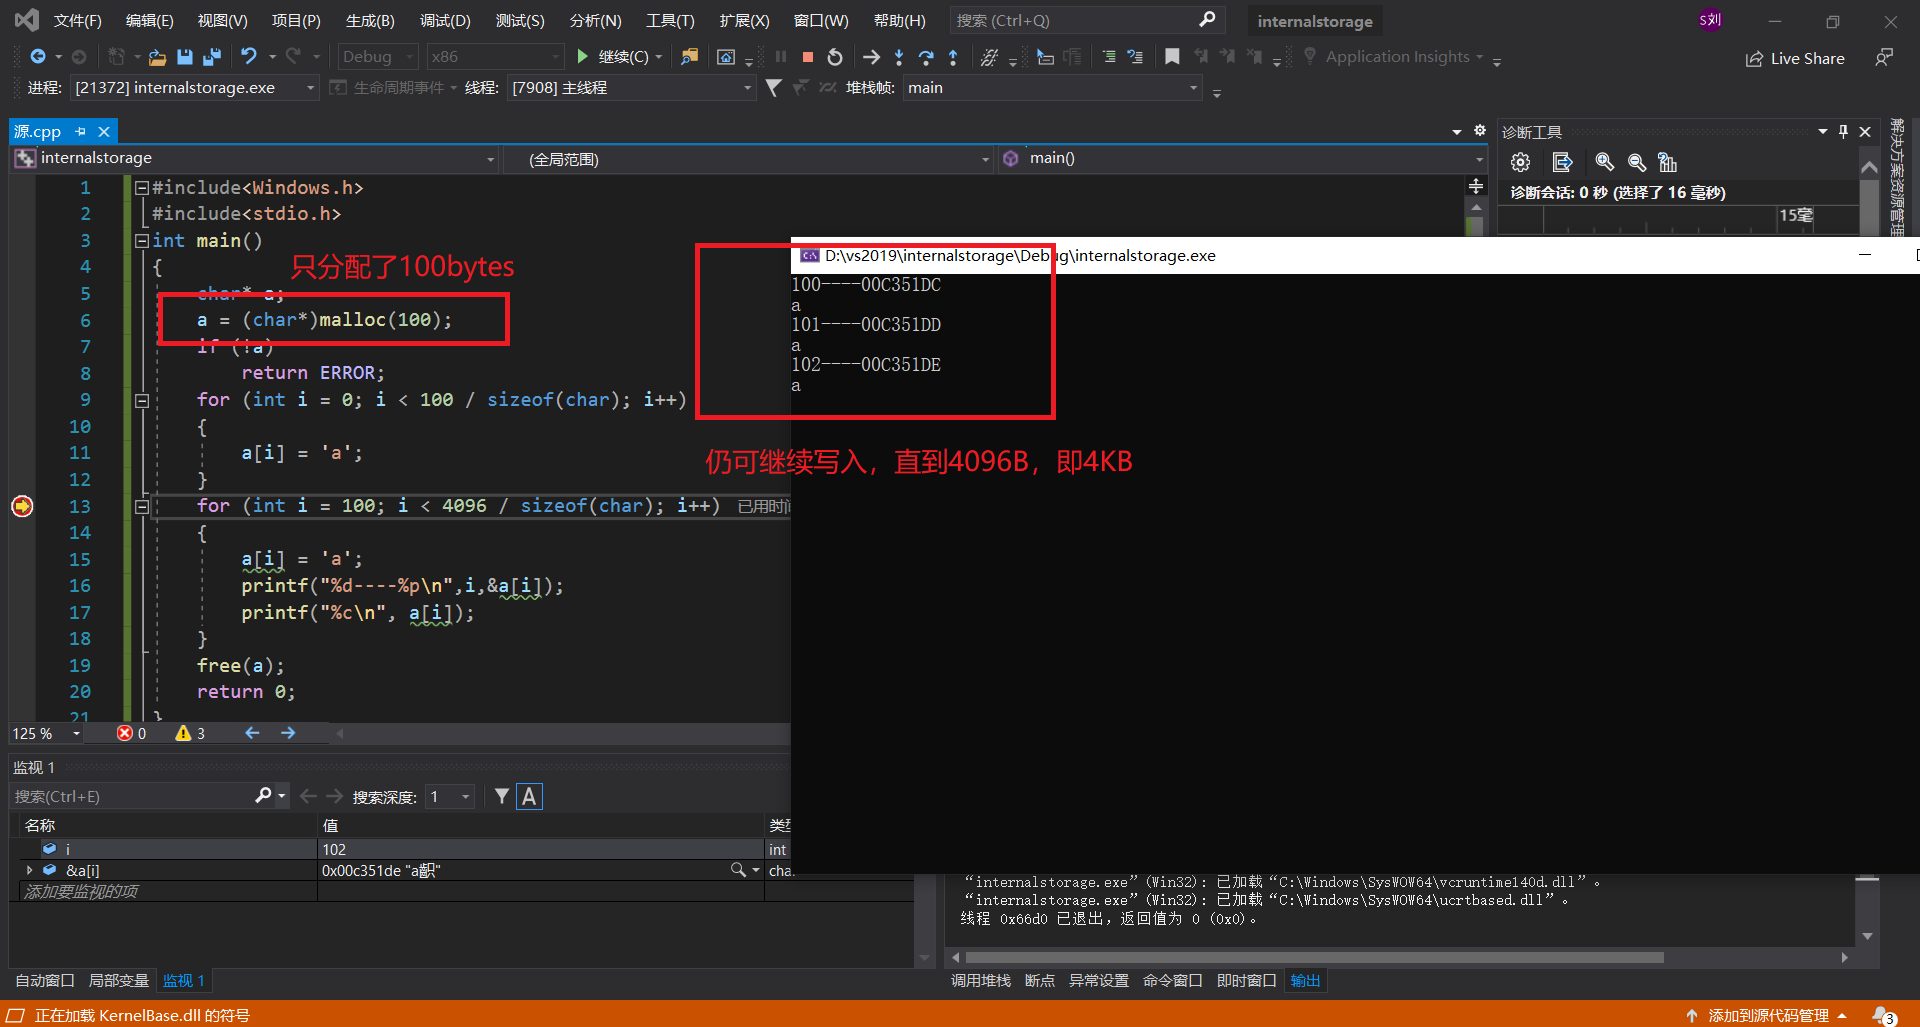 文件(F) 编辑(E) 视图(V) 项目(P) 生成(B) 调试(D) 测试(S) 分析(N) 工具(T) 扩展(X) 窗口(W) 帮助(H) 搜索 (Ctrl+Q) internalstorage S刘
Debug x86 继续(C) Application Insights Live Share
进程: [21372] internalstorage.exe 生命周期事件 线程: [7908] 主线程 堆栈帧: main
源.cpp
internalstorage (全局范围) main()
1 #include<Windows.h>
2 #include<stdio.h>
3 int main()
4 {
只分配了100bytes
5 char* a;
6 a = (char*)malloc(100);
7 if (!a)
8 return ERROR;
9 for (int i = 0; i < 100 / sizeof(char); i++)
10 {
11 a[i] = 'a';
12 }
13 for (int i = 100; i < 4096 / sizeof(char); i++) 已用时间
14 {
15 a[i] = 'a';
16 printf("%d----%p\n",i,&a[i]);
17 printf("%c\n", a[i]);
18 }
19 free(a);
20 return 0;
21 }
诊断工具
诊断会话: 0 秒 (选择了 16 毫秒)
15毫
解决方案资源管理
D:\vs2019\internalstorage\Debug\internalstorage.exe
100----00C351DC
a
101----00C351DD
a
102----00C351DE
a
仍可继续写入，直到4096B，即4KB
125 % 0 3
监视 1
搜索(Ctrl+E) 搜索深度: 1 A
名称 值 类型
i 102 int
&a[i] 0x00c351de "a齞" cha
添加要监视的项
自动窗口 局部变量 监视 1
“internalstorage.exe”(Win32): 已加载“C:\Windows\SysWOW64\vcruntime140d.dll”。
“internalstorage.exe”(Win32): 已加载“C:\Windows\SysWOW64\ucrtbased.dll”。
线程 0x66d0 已退出，返回值为 0 (0x0)。
调用堆栈 断点 异常设置 命令窗口 即时窗口 输出
正在加载 KernelBase.dll 的符号 添加到源代码管理 3